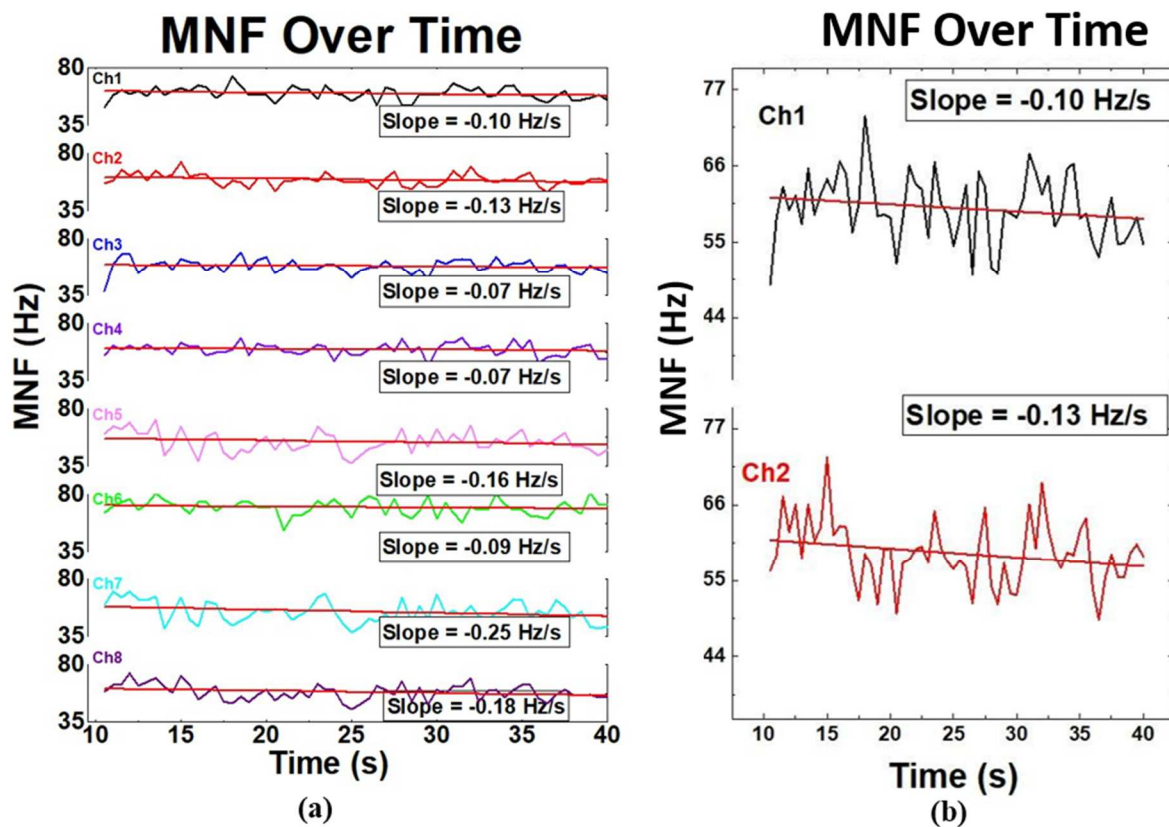 MNF Over Time
MNF (Hz)
80
Ch1
35
Slope = -0.10 Hz/s
80
Ch2
35
Slope = -0.13 Hz/s
80
Ch3
35
Slope = -0.07 Hz/s
80
Ch4
35
Slope = -0.07 Hz/s
80
Ch5
35
Slope = -0.16 Hz/s
80
Ch6
35
Slope = -0.09 Hz/s
80
Ch7
35
Slope = -0.25 Hz/s
80
Ch8
35
Slope = -0.18 Hz/s
10 15 20 25 30 35 40
Time (s)
(a)
MNF Over Time
MNF (Hz)
77
Slope = -0.10 Hz/s
Ch1
66
55
44
Slope = -0.13 Hz/s
77
Ch2
66
55
44
10 15 20 25 30 35 40
Time (s)
(b)